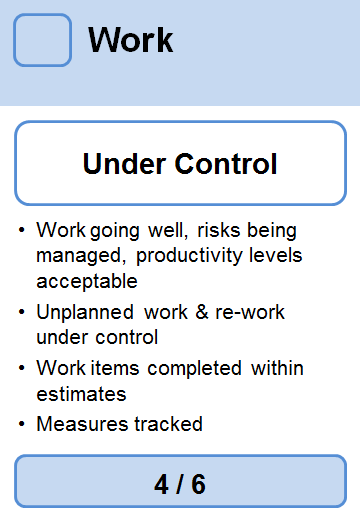 Work
Under Control
• Work going well, risks being
managed, productivity levels
acceptable
• Unplanned work & re-work
under control
• Work items completed within
estimates
• Measures tracked
4 / 6